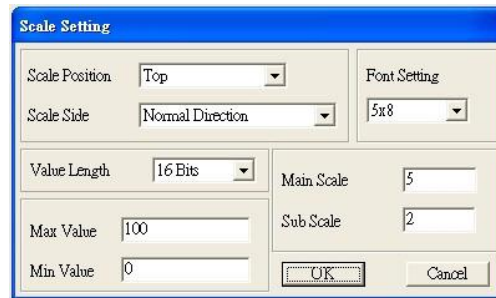 Scale Setting
Scale Position Top
Scale Side Normal Direction
Font Setting
5x8
Value Length 16 Bits
Main Scale 5
Sub Scale 2
Max Value 100
Min Value 0
OK Cancel